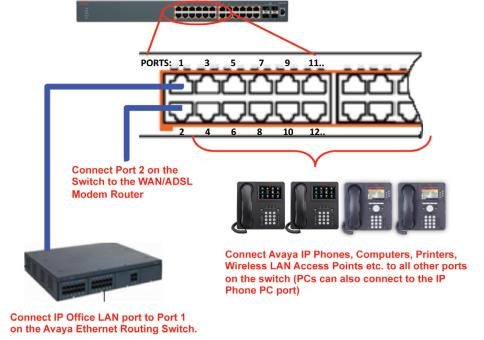 PORTS: 1 3 5 7 9 11..
2 4 6 8 10 12..
Connect Port 2 on the
Switch to the WAN/ADSL
Modem Router
Connect Avaya IP Phones, Computers, Printers,
Wireless LAN Access Points etc. to all other ports
on the switch (PCs can also connect to the IP
Phone PC port)
Connect IP Office LAN port to Port 1
on the Avaya Ethernet Routing Switch.